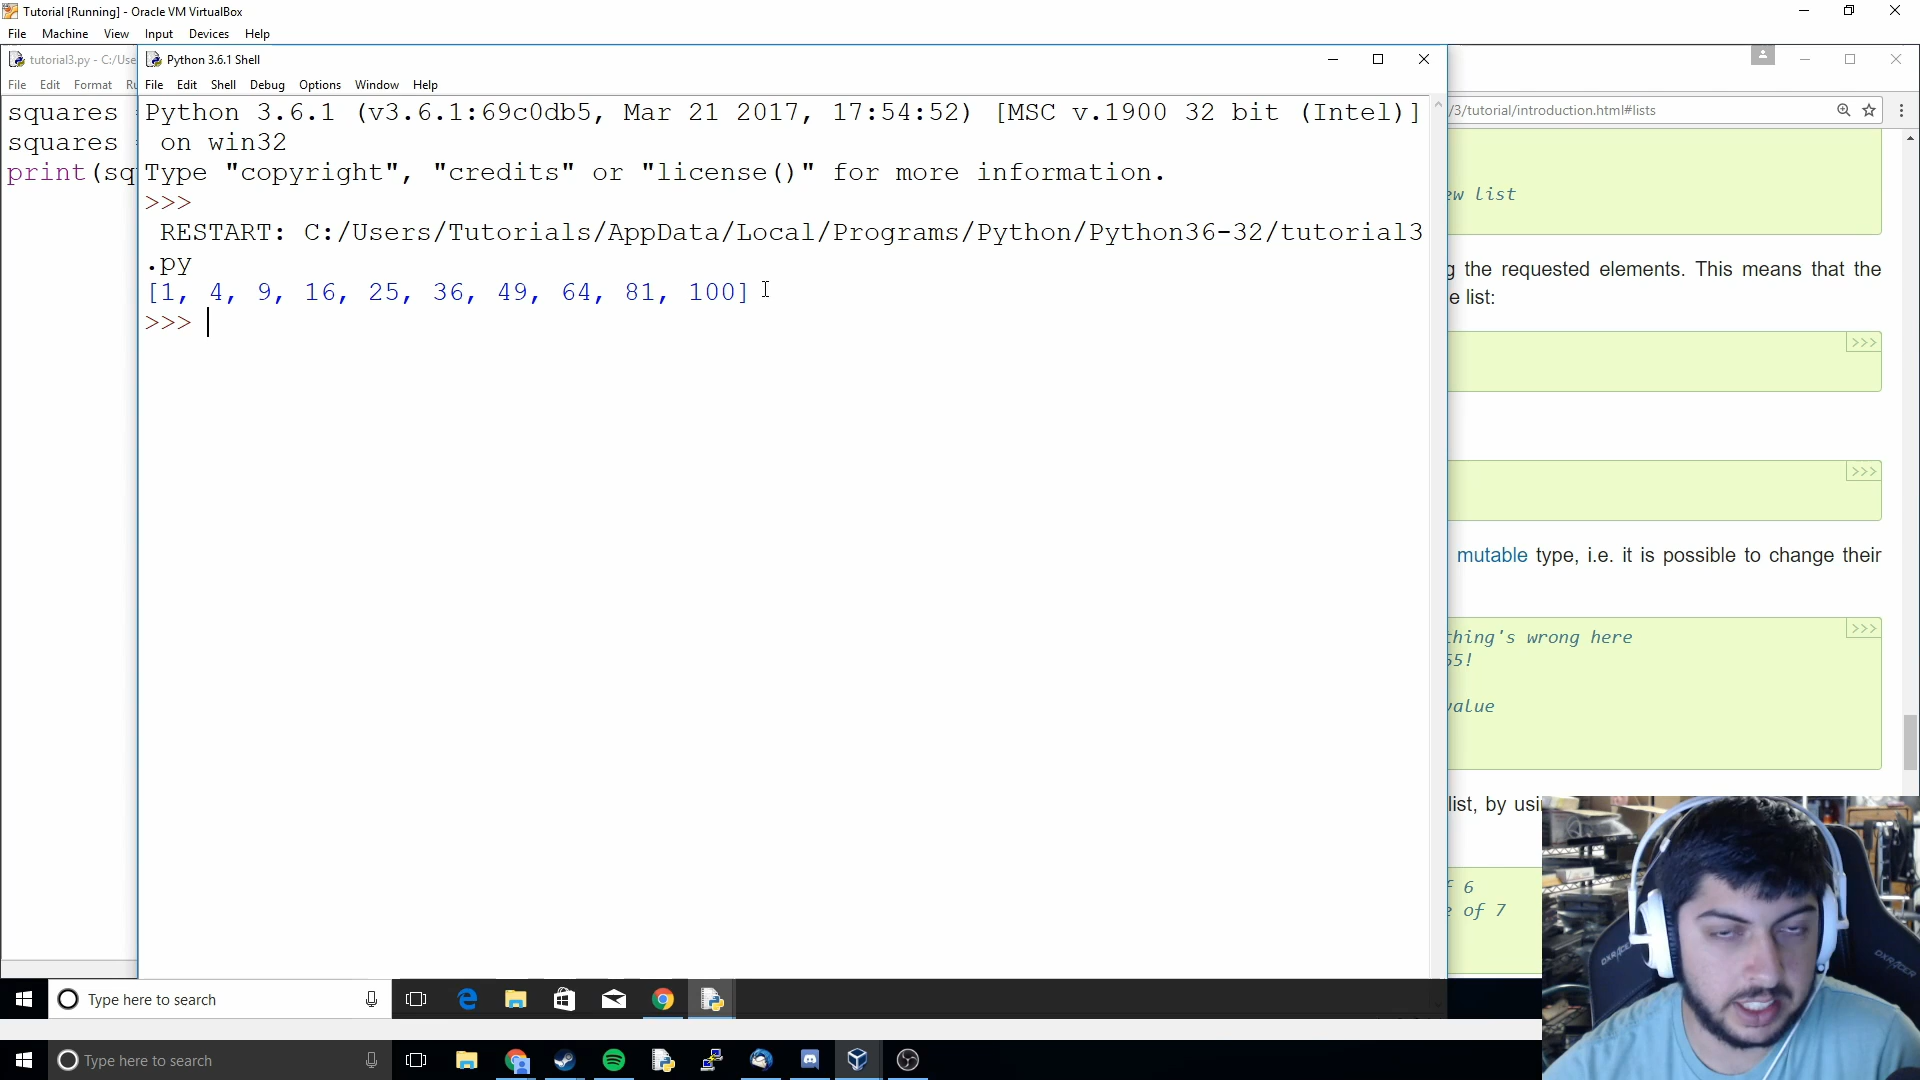 Tutorial [Running] - Oracle VM VirtualBox
File Machine View Input Devices Help
tutorial3.py - C:/Use
Python 3.6.1 Shell
File Edit Format Ru
File Edit Shell Debug Options Window Help
/3/tutorial/introduction.html#lists
squares =
squares =
print(sq
Python 3.6.1 (v3.6.1:69c0db5, Mar 21 2017, 17:54:52) [MSC v.1900 32 bit (Intel)]
on win32
Type "copyright", "credits" or "license()" for more information.
>>>
RESTART: C:/Users/Tutorials/AppData/Local/Programs/Python/Python36-32/tutorial3
.py
[1, 4, 9, 16, 25, 36, 49, 64, 81, 100]
>>>
ew list
g the requested elements. This means that the
e list:
>>>
>>>
mutable type, i.e. it is possible to change their
>>>
thing's wrong here
65!
value
list, by usi
f 6
e of 7
DXRACER
Type here to search
Type here to search